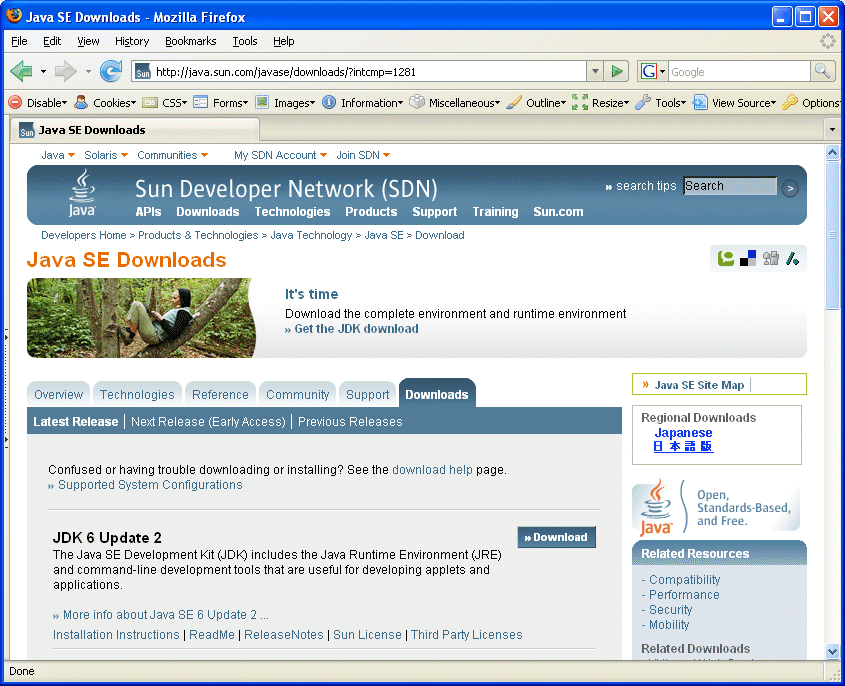 Java SE Downloads - Mozilla Firefox
File Edit View History Bookmarks Tools Help
Sun http://java.sun.com/javase/downloads/?intcmp=1281 G Google
Disable Cookies CSS Forms Images Information Miscellaneous Outline Resize Tools View Source Options
Sun Java SE Downloads
Java Solaris Communities My SDN Account Join SDN
Java Sun Developer Network (SDN) » search tips Search >
APIs Downloads Technologies Products Support Training Sun.com
Developers Home > Products & Technologies > Java Technology > Java SE > Download
Java SE Downloads
It's time
Download the complete environment and runtime environment
» Get the JDK download
Overview Technologies Reference Community Support Downloads
Latest Release | Next Release (Early Access) | Previous Releases
Confused or having trouble downloading or installing? See the download help page.
» Supported System Configurations
JDK 6 Update 2
» Download
The Java SE Development Kit (JDK) includes the Java Runtime Environment (JRE)
and command-line development tools that are useful for developing applets and
applications.
» More info about Java SE 6 Update 2 ...
Installation Instructions | ReadMe | ReleaseNotes | Sun License | Third Party Licenses
» Java SE Site Map |
Regional Downloads
Japanese
日本語版
Java
Open,
Standards-Based,
and Free.
Related Resources
- Compatibility
- Performance
- Security
- Mobility
Related Downloads
Done